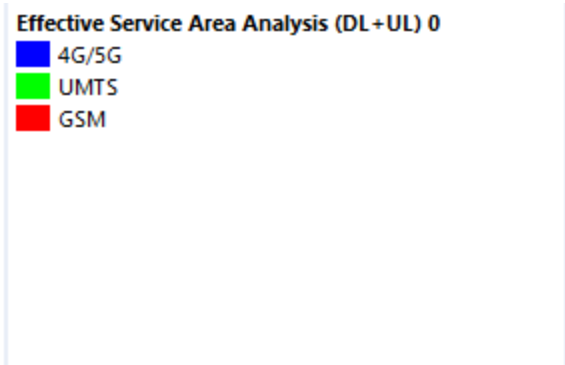 Effective Service Area Analysis (DL+UL) 0
4G/5G
UMTS
GSM